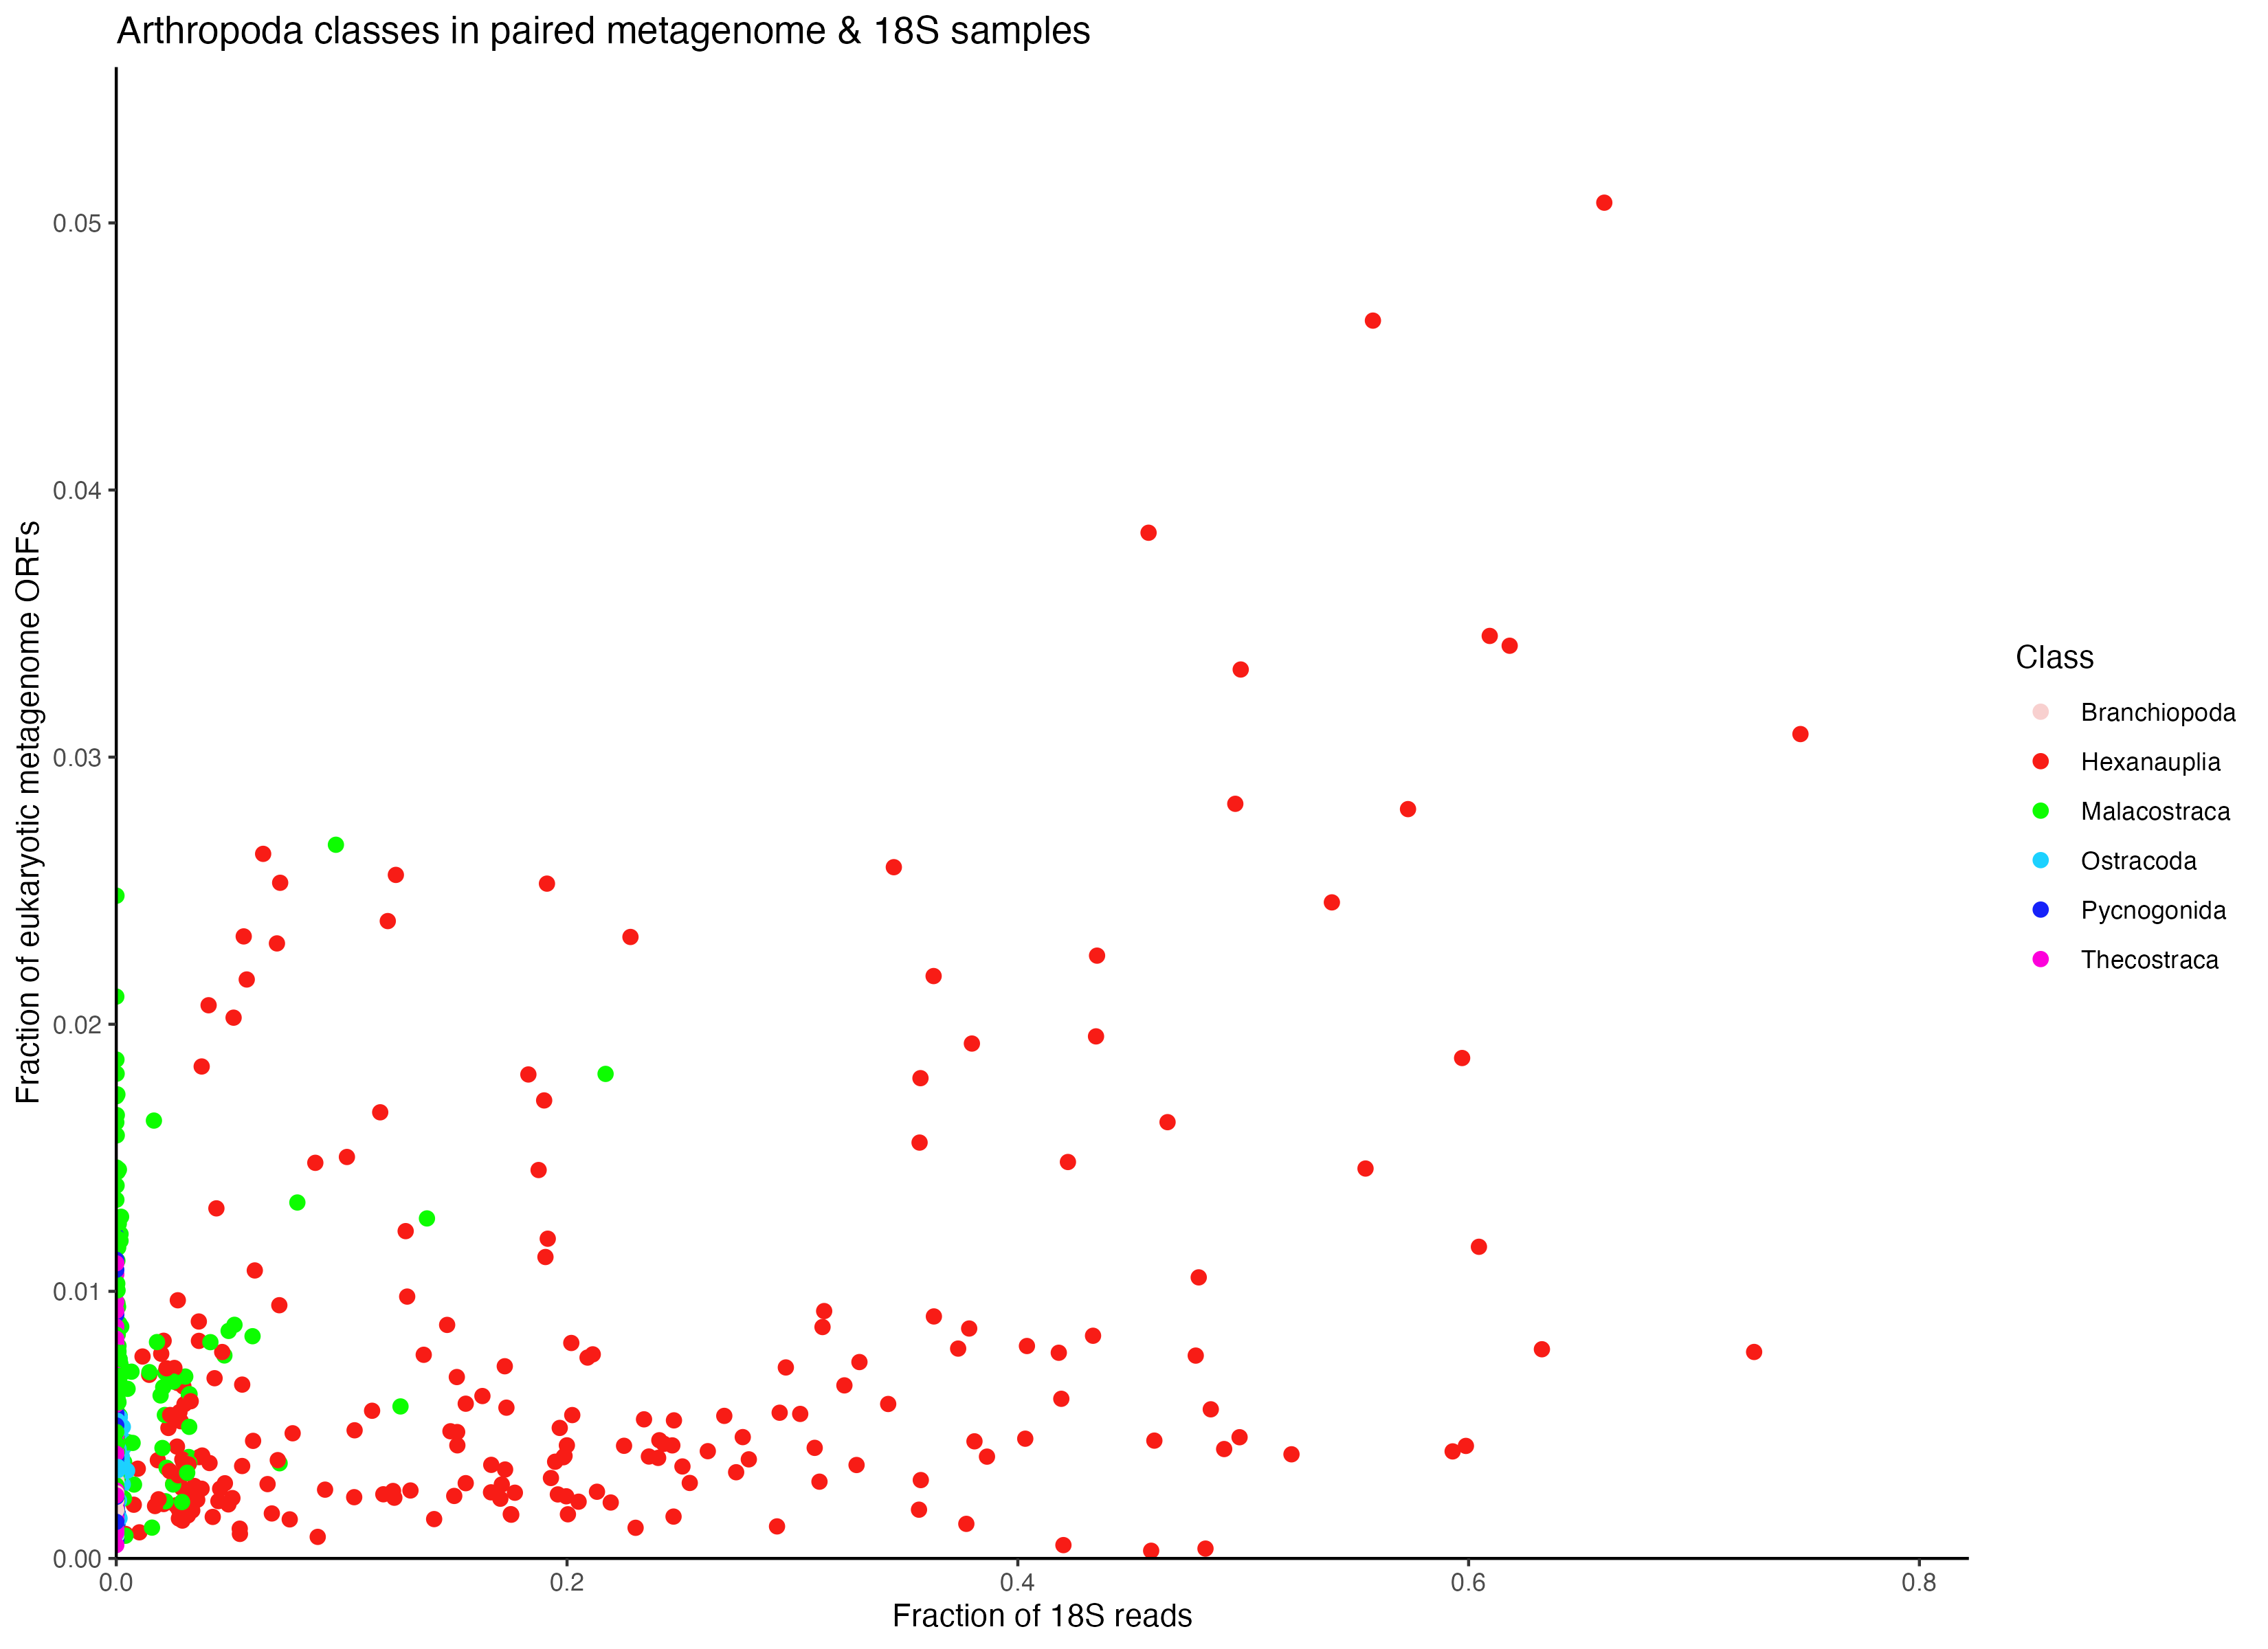 Arthropoda classes in paired metagenome & 18S samples
Fraction of eukaryotic metagenome ORFs
0.05
0.04
0.03
0.02
0.01
0.00
0.0 0.2 0.4 0.6 0.8
Fraction of 18S reads
Class
Branchiopoda
Hexanauplia
Malacostraca
Ostracoda
Pycnogonida
Thecostraca